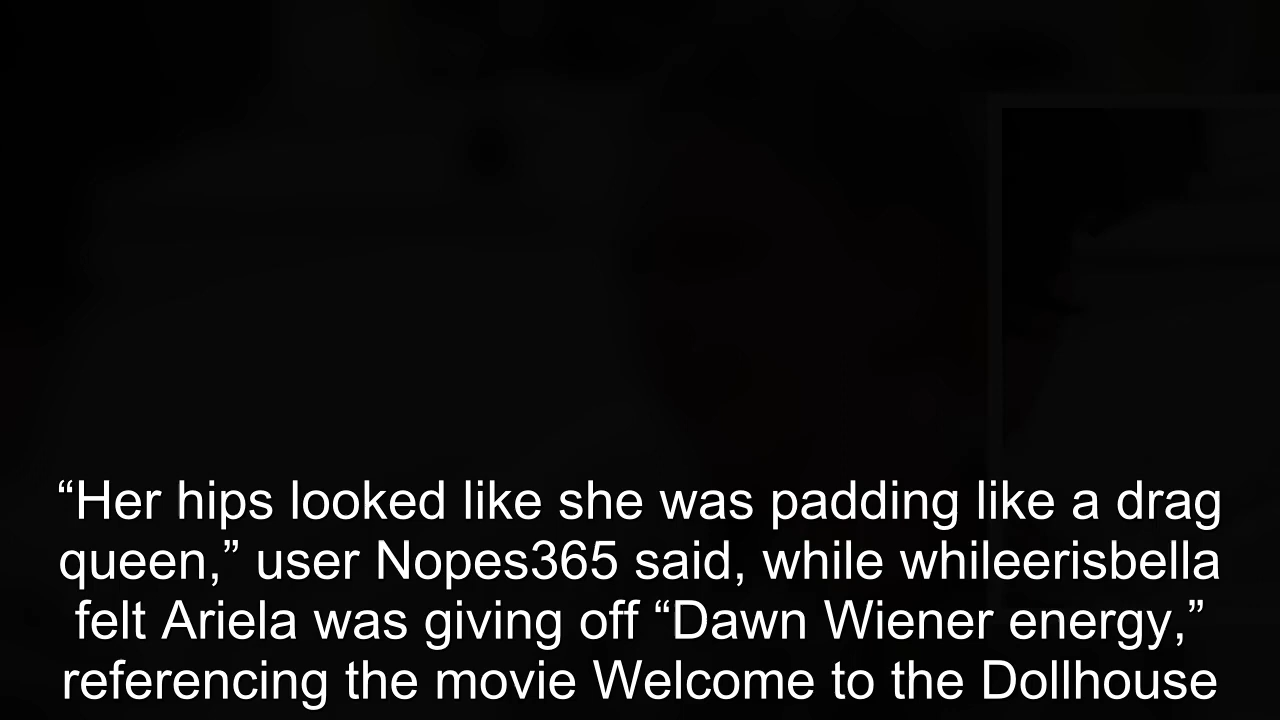 “Her hips looked like she was padding like a drag
queen,” user Nopes365 said, while whileerisbella
felt Ariela was giving off “Dawn Wiener energy,”
referencing the movie Welcome to the Dollhouse